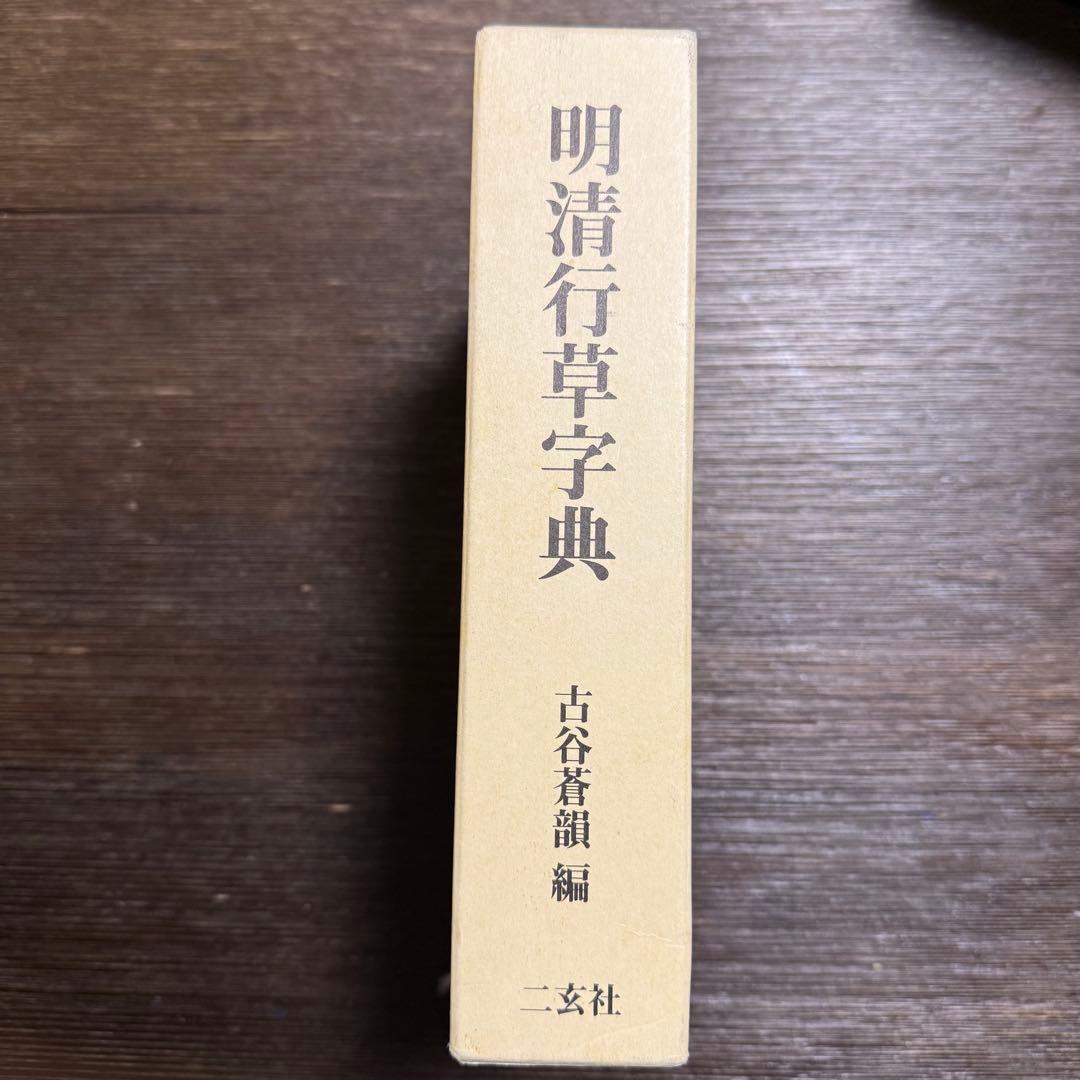 明清行草字典
古谷蒼韻 編
二玄社